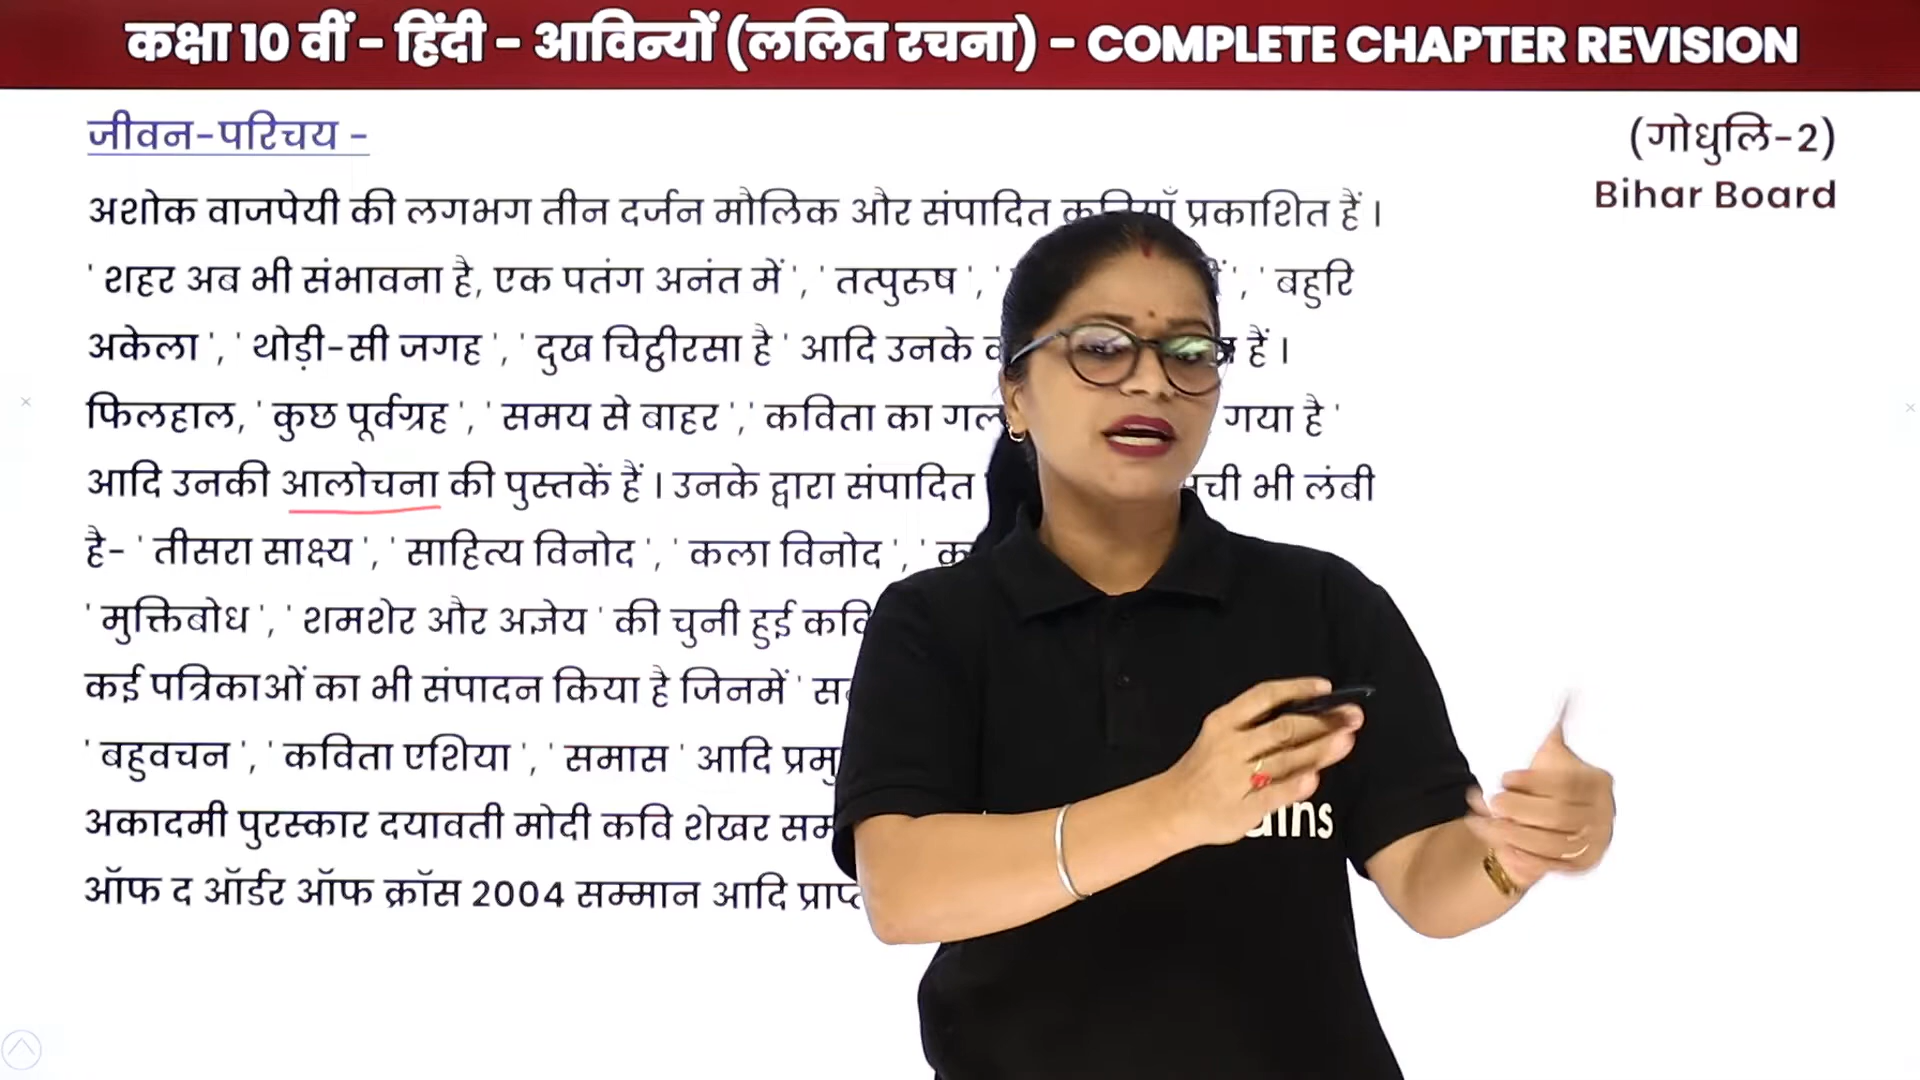 कक्षा 10 वीं - हिंदी - आविन्यों (ललित रचना) - COMPLETE CHAPTER REVISION
जीवन-परिचय -
(गोधुलि-2)
Bihar Board
अशोक वाजपेयी की लगभग तीन दर्जन मौलिक और संपादित प्रकाशित हैं ।
' शहर अब भी संभावना है, एक पतंग अनंत में ', ' तत्पुरुष ', ' ', ' बहुरि
अकेला ', ' थोड़ी-सी जगह ', ' दुख चिट्ठीरसा है ' आदि उनके हैं ।
फिलहाल, ' कुछ पूर्वग्रह ', ' समय से बाहर ',' कविता का गया है '
आदि उनकी आलोचना की पुस्तकें हैं । उनके द्वारा संपादित भी लंबी
है- ' तीसरा साक्ष्य ', ' साहित्य विनोद ', ' कला विनोद ', '
' मुक्तिबोध ', ' शमशेर और अज्ञेय ' की चुनी हुई
कई पत्रिकाओं का भी संपादन किया है जिनमें '
' बहुवचन ', ' कविता एशिया ', ' समास ' आदि
अकादमी पुरस्कार दयावती मोदी कवि शेखर
ऑफ द ऑर्डर ऑफ क्रॉस 2004 सम्मान आदि